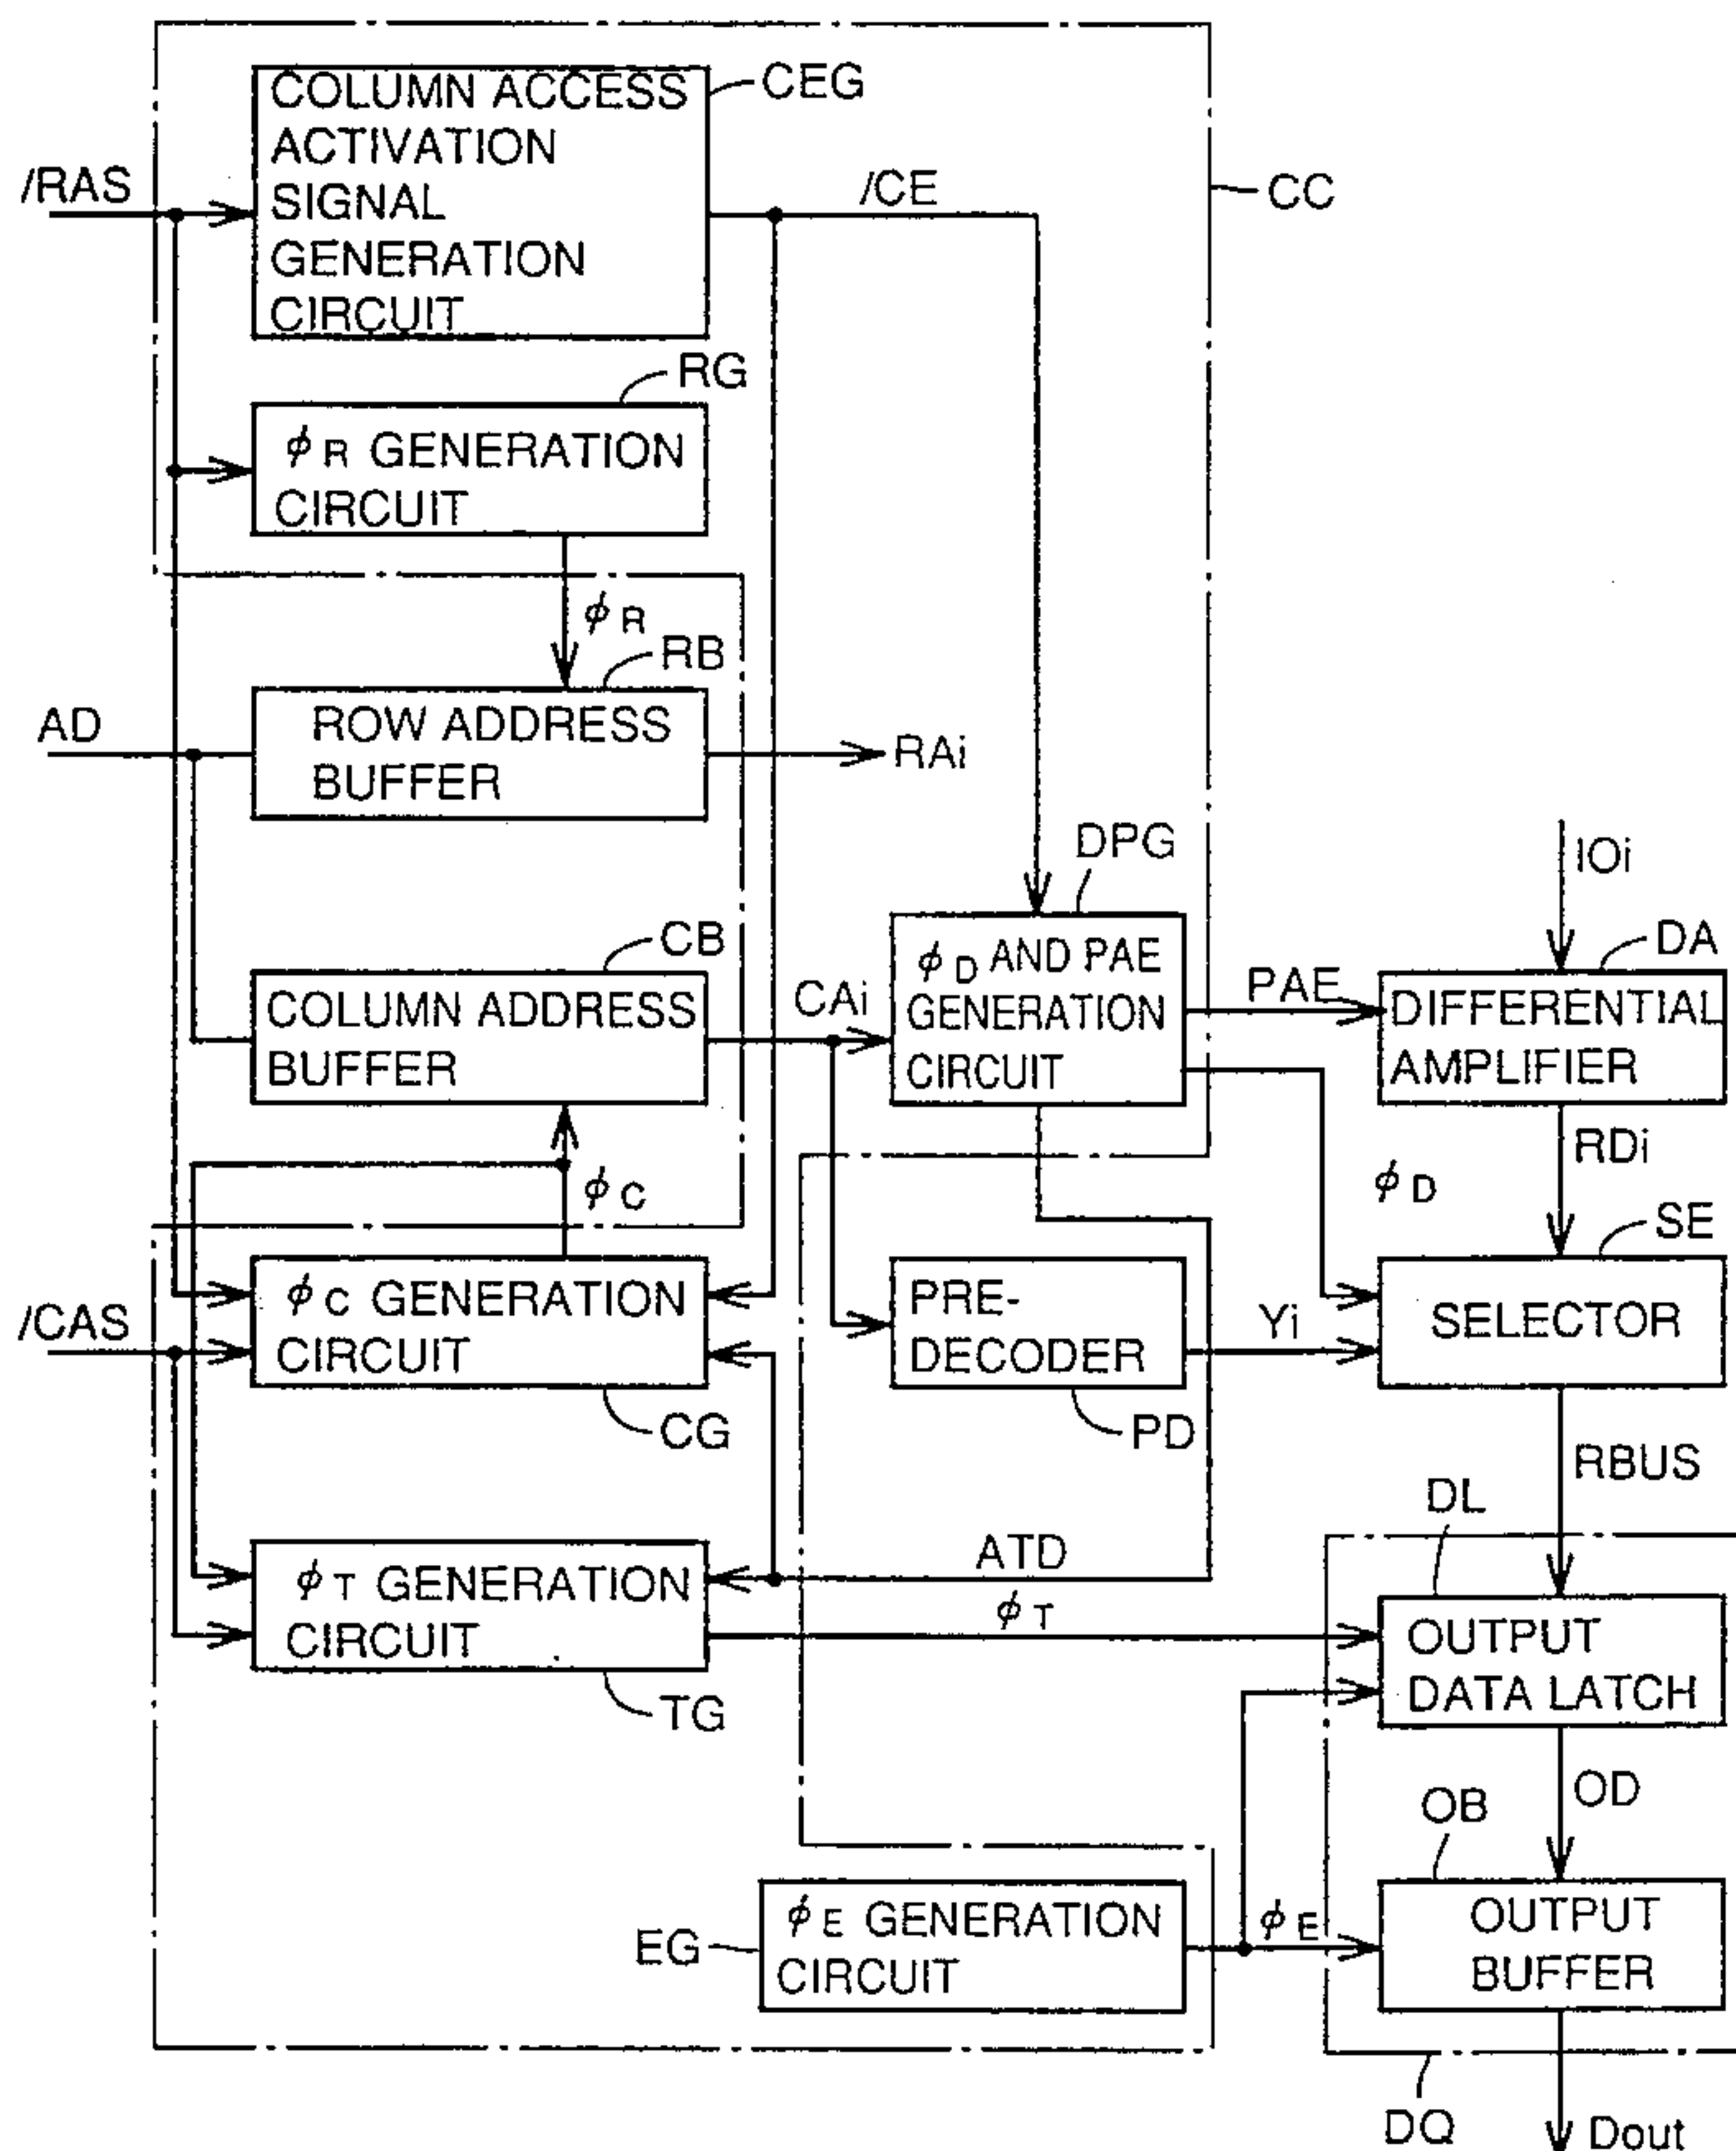 COLUMN ACCESS
ACTIVATION
SIGNAL
GENERATION
CIRCUIT
CEG
/RAS
/CE
CC
RG
ϕR GENERATION
CIRCUIT
ϕR
RB
AD
ROW ADDRESS
BUFFER
RAi
DPG
IOi
CB
DA
COLUMN ADDRESS
BUFFER
CAi
ϕD AND PAE
GENERATION
CIRCUIT
PAE
DIFFERENTIAL
AMPLIFIER
RDi
ϕC
ϕD
SE
/CAS
ϕC GENERATION
CIRCUIT
PRE-
DECODER
Yi
SELECTOR
CG
PD
RBUS
DL
ATD
ϕT GENERATION
CIRCUIT
ϕT
OUTPUT
DATA LATCH
TG
OD
OB
EG
ϕE GENERATION
CIRCUIT
ϕE
OUTPUT
BUFFER
DQ
Dout